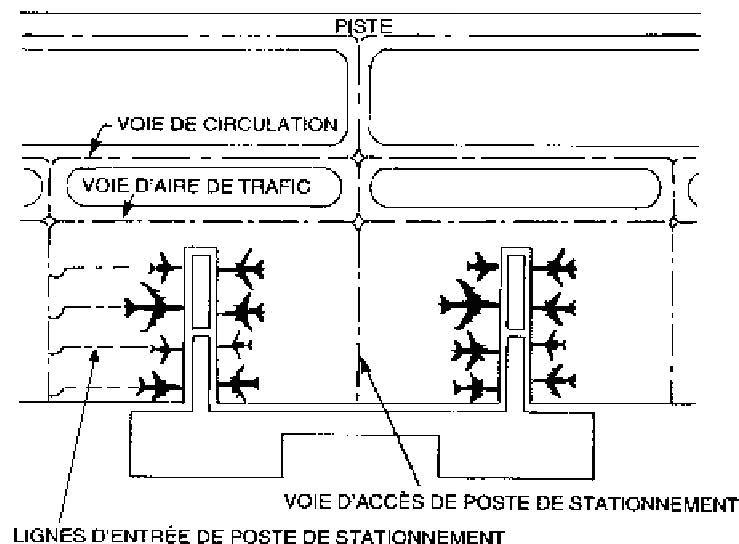 PISTE
VOIE DE CIRCULATION
VOIE D'AIRE DE TRAFIC
VOIE D'ACCÈS DE POSTE DE STATIONNEMENT
LIGNES D'ENTRÉE DE POSTE DE STATIONNEMENT